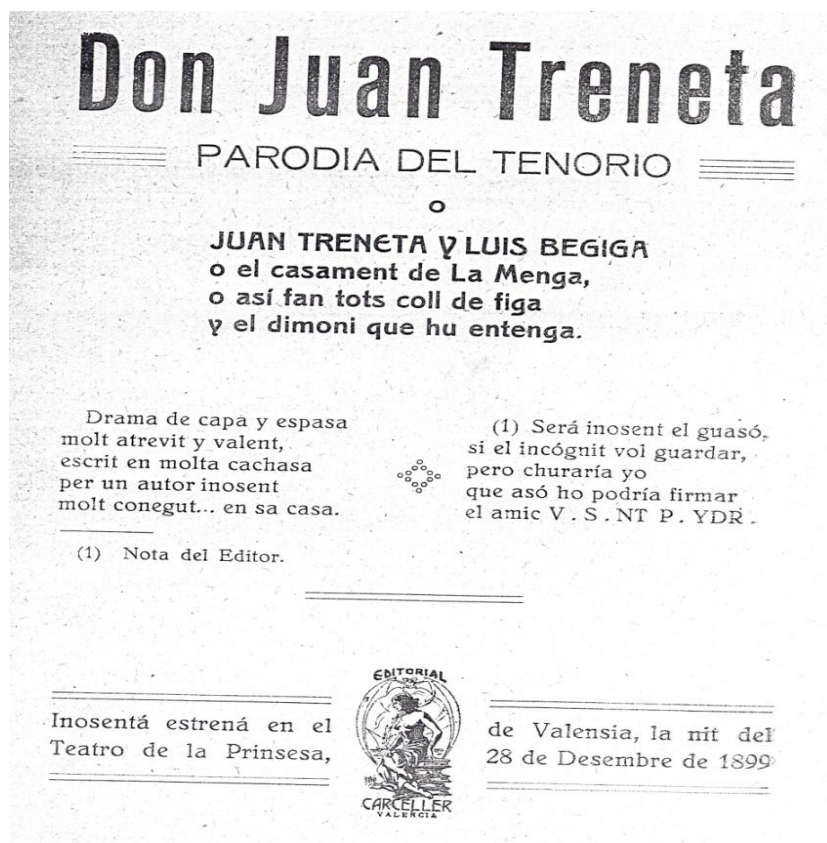 Don Juan Treneta
PARODIA DEL TENORIO
o
JUAN TRENETA y LUIS BEGIGA
o el casament de La Menga,
o así fan tots coll de figa
y el dimoni que hu entenga.
Drama de capa y espasa
molt atrevit y valent,
escrit en molta cachasa
per un autor inosent
molt conegut... en sa casa.
(1) Nota del Editor.
(1) Será inosent el guasó,
si el incógnit vol guardar,
pero churaría yo
que asó ho podría firmar
el amic V . S . NT P . YDR .
EDITORIAL
CARCELLER
VALENCIA
Inosentá estrená en el
Teatro de la Prinsesa,
de Valensia, la nit del
28 de Desembre de 1899